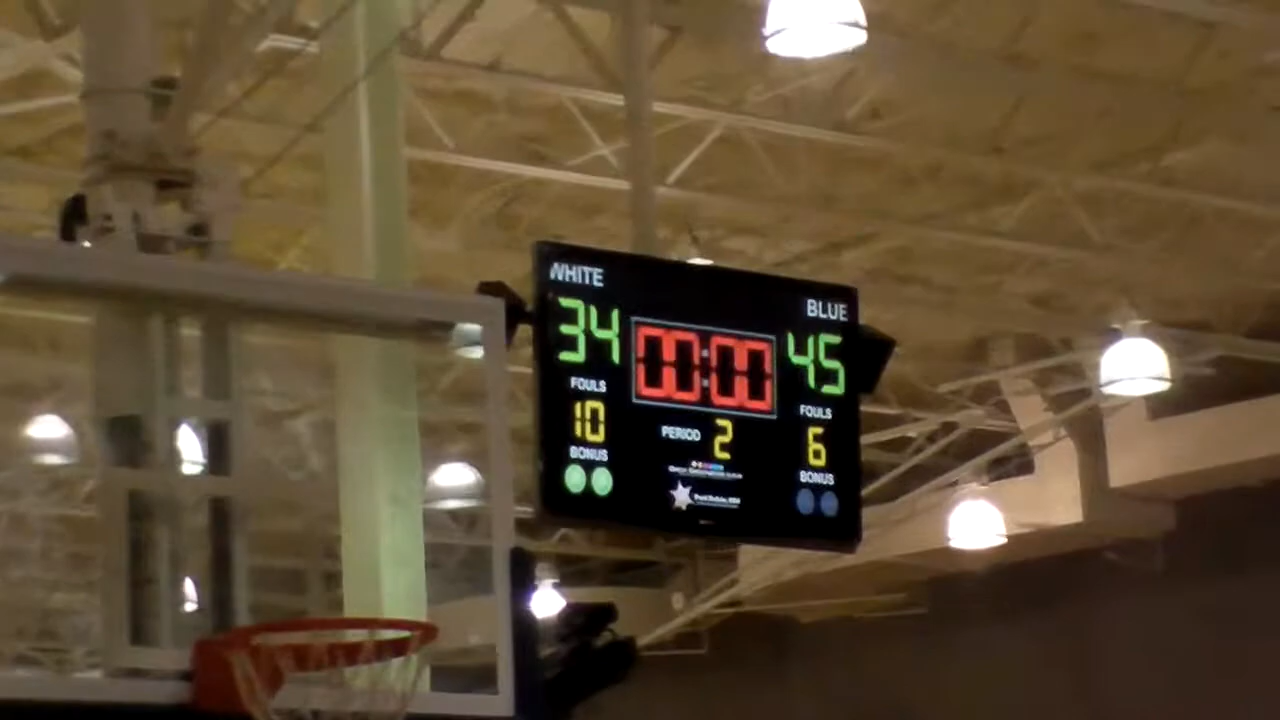 WHITE
BLUE
34 00:00 45
FOULS
FOULS
10 PERIOD 2 6
BONUS
BONUS